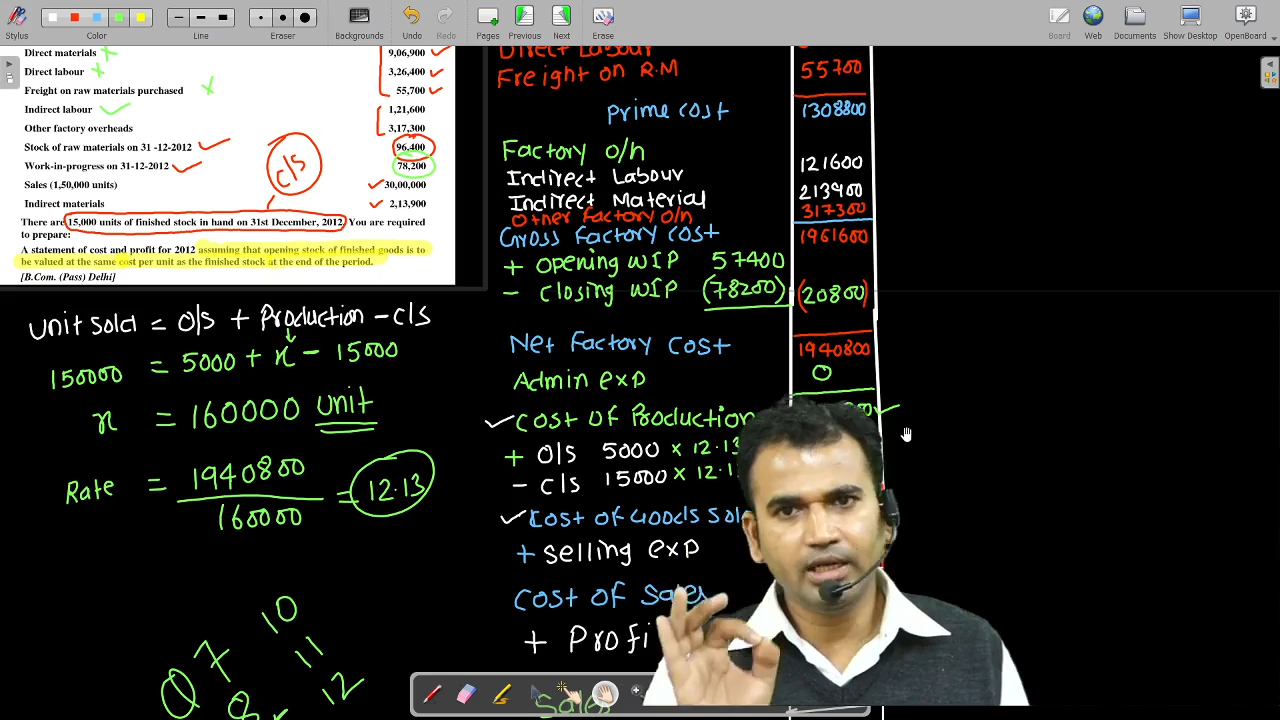 Stylus Color Line Eraser Backgrounds Undo Redo Pages Previous Next Erase Board Web Documents Show Desktop OpenBoard
Direct materials 9,06,900
Direct labour 3,26,400
Freight on raw materials purchased 55,700
Indirect labour 1,21,600
Other factory overheads 3,17,300
Stock of raw materials on 31 -12-2012 96,400
Work-in-progress on 31-12-2012 78,200
Sales (1,50,000 units) 30,00,000
Indirect materials 2,13,900
There are 15,000 units of finished stock in hand on 31st December, 2012. You are required
to prepare:
A statement of cost and profit for 2012 assuming that opening stock of finished goods is to
be valued at the same cost per unit as the finished stock at the end of the period.
[B.Com. (Pass) Delhi]
C/S
Unit Sold = O/S + Production - C/S
150000 = 5000 + x - 15000
x = 160000 unit
Rate = 1940800 / 160000 = 12.13
Q 7 10
11
12
Direct Labour
Freight on R.M 55700
prime cost 1308800
Factory o/h
Indirect Labour 121600
Indirect Material 213900
Other Factory o/n 317300
Gross Factory cost 1961600
+ opening WIP 57400
- closing WIP (78200) (20800)
Net Factory Cost 1940800
Admin exp 0
Cost of Production
+ O/S 5000 × 12.13
- C/S 15000 × 12.1
Cost of Goods Sol
+ selling exp
Cost of Sales
+ Profi
Sales